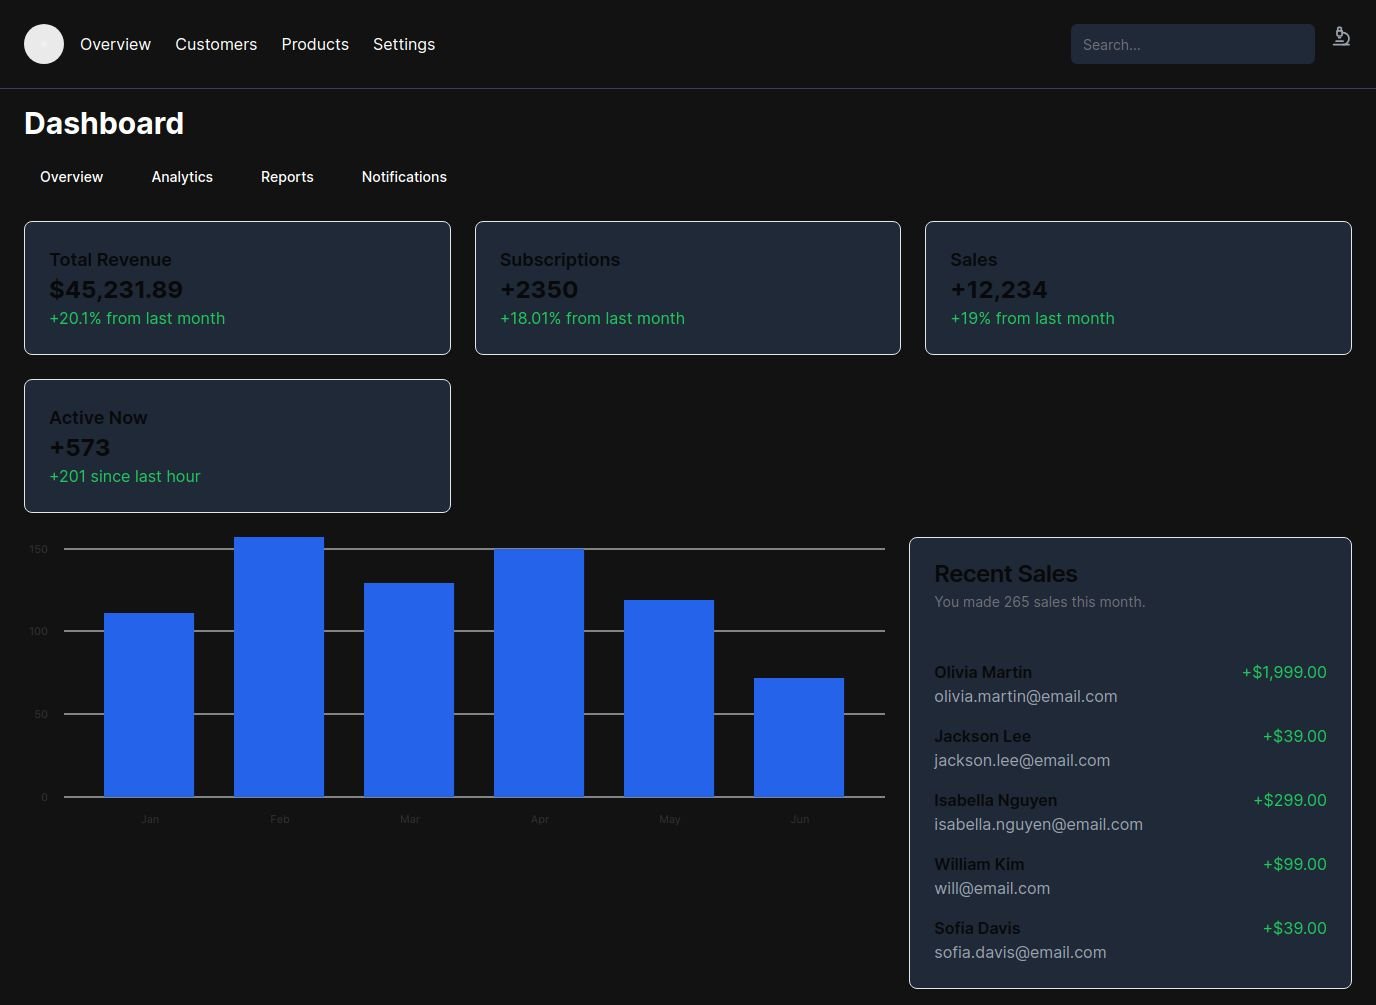 Overview Customers Products Settings
Search...
Dashboard
Overview Analytics Reports Notifications
Total Revenue
$45,231.89
+20.1% from last month
Subscriptions
+2350
+18.01% from last month
Sales
+12,234
+19% from last month
Active Now
+573
+201 since last hour
150
100
50
0
Jan Feb Mar Apr May Jun
Recent Sales
You made 265 sales this month.
Olivia Martin +$1,999.00
olivia.martin@email.com
Jackson Lee +$39.00
jackson.lee@email.com
Isabella Nguyen +$299.00
isabella.nguyen@email.com
William Kim +$99.00
will@email.com
Sofia Davis +$39.00
sofia.davis@email.com